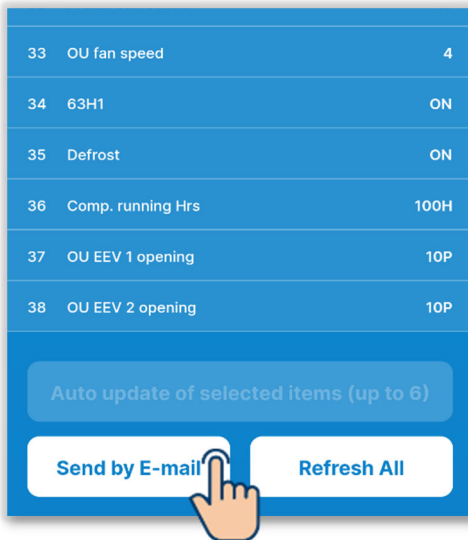 33 OU fan speed 4
34 63H1 ON
35 Defrost ON
36 Comp. running Hrs 100H
37 OU EEV 1 opening 10P
38 OU EEV 2 opening 10P
Auto update of selected items (up to 6)
Send by E-mail Refresh All